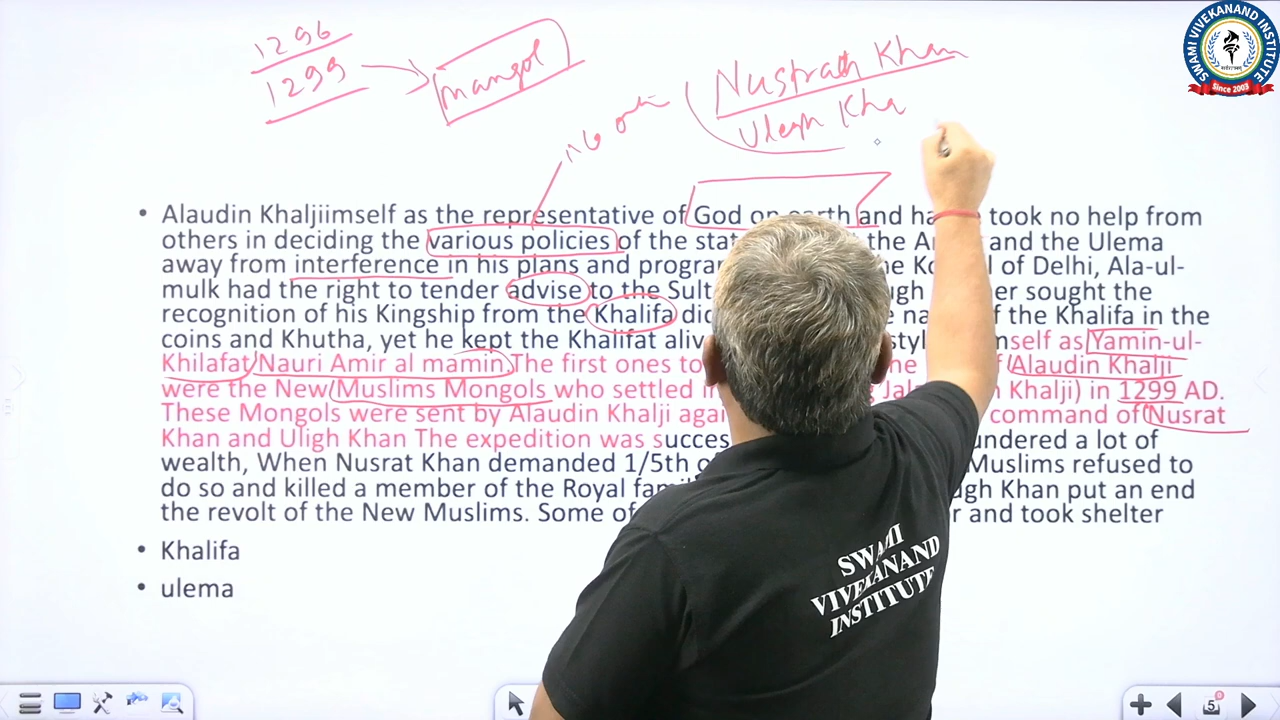 1296
1299
mangol
Nusrath Khan
Ulegh Kha
SWAMI VIVEKANAND INSTITUTE
Since 2003
• Alaudin Khaljiimself as the representative of God on earth and ha took no help from
others in deciding the various policies of the stat the A and the Ulema
away from interference in his plans and progra he Ko l of Delhi, Ala-ul-
mulk had the right to tender advise to the Sult ugh er sought the
recognition of his Kingship from the Khalifa did e na f the Khalifa in the
coins and Khutha, yet he kept the Khalifat aliv styl mself as Yamin-ul-
Khilafat Nauri Amir al mamin The first ones to me of Alaudin Khalji
were the New Muslims Mongols who settled in g Jala n Khalji) in 1299 AD.
These Mongols were sent by Alaudin Khalji agai command of Nusrat
Khan and Uligh Khan The expedition was succes undered a lot of
wealth, When Nusrat Khan demanded 1/5th o Muslims refused to
do so and killed a member of the Royal famil ugh Khan put an end
the revolt of the New Muslims. Some of r and took shelter
• Khalifa
• ulema
SWAMI
VIVEKANAND
INSTITUTE
5